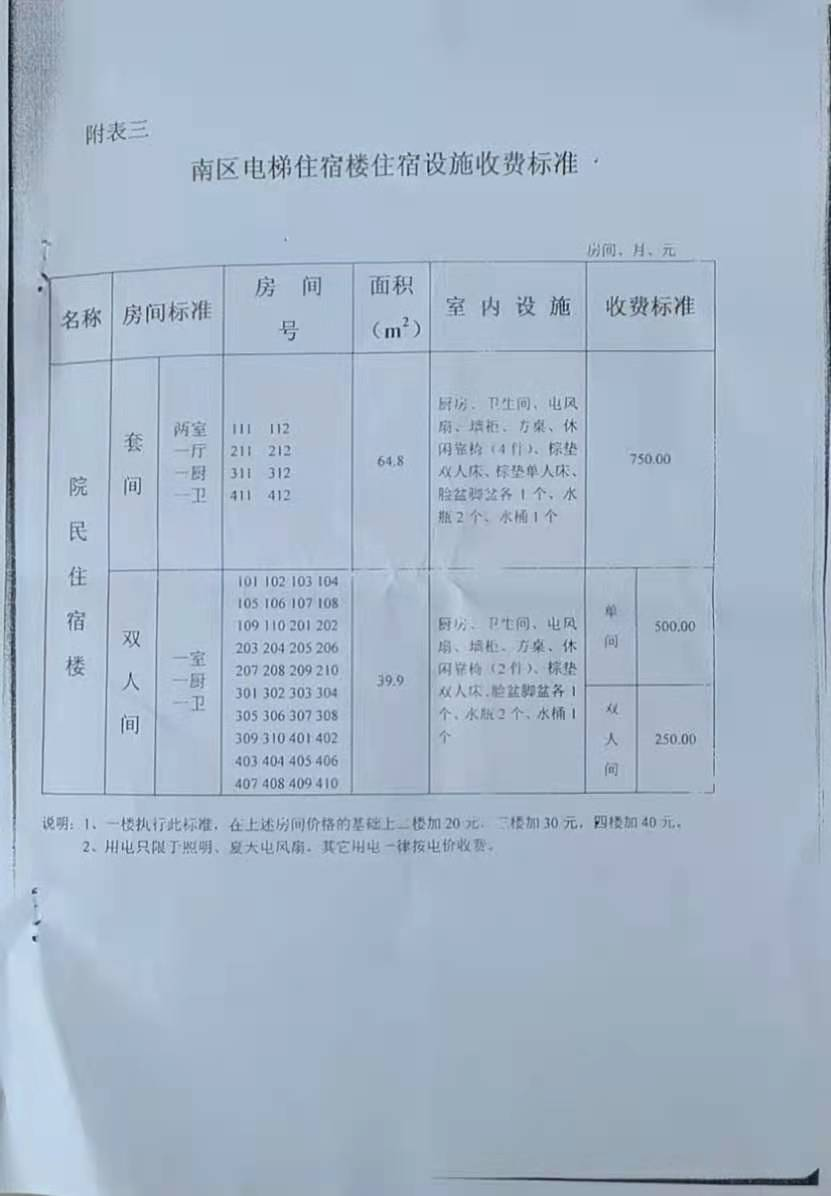 附表三
南区电梯住宿楼住宿设施收费标准
房间、月、元
名称
房间标准
房 间
号
面积
（m²）
室 内 设 施
收费标准
院
民
住
宿
楼
套
间
两室
一厅
一厨
一卫
111 112
211 212
311 312
411 412
64.8
厨房、卫生间、电风
扇、墙柜、方桌、休
闲靠椅（4件）、棕垫
双人床、棕垫单人床、
脸盆脚盆各1个、水
瓶2个、水桶1个
750.00
双
人
间
一室
一厨
一卫
101 102 103 104
105 106 107 108
109 110 201 202
203 204 205 206
207 208 209 210
301 302 303 304
305 306 307 308
309 310 401 402
403 404 405 406
407 408 409 410
39.9
厨房、卫生间、电风
扇、墙柜、方桌、休
闲靠椅（2件）、棕垫
双人床、脸盆脚盆各1
个、水瓶2个、水桶1
个
单
间
500.00
双
人
间
250.00
说明：1、一楼执行此标准，在上述房间价格的基础上二楼加20元，三楼加30元，四楼加40元。
2、用电只限于照明、夏天电风扇。其它用电一律按电价收费。